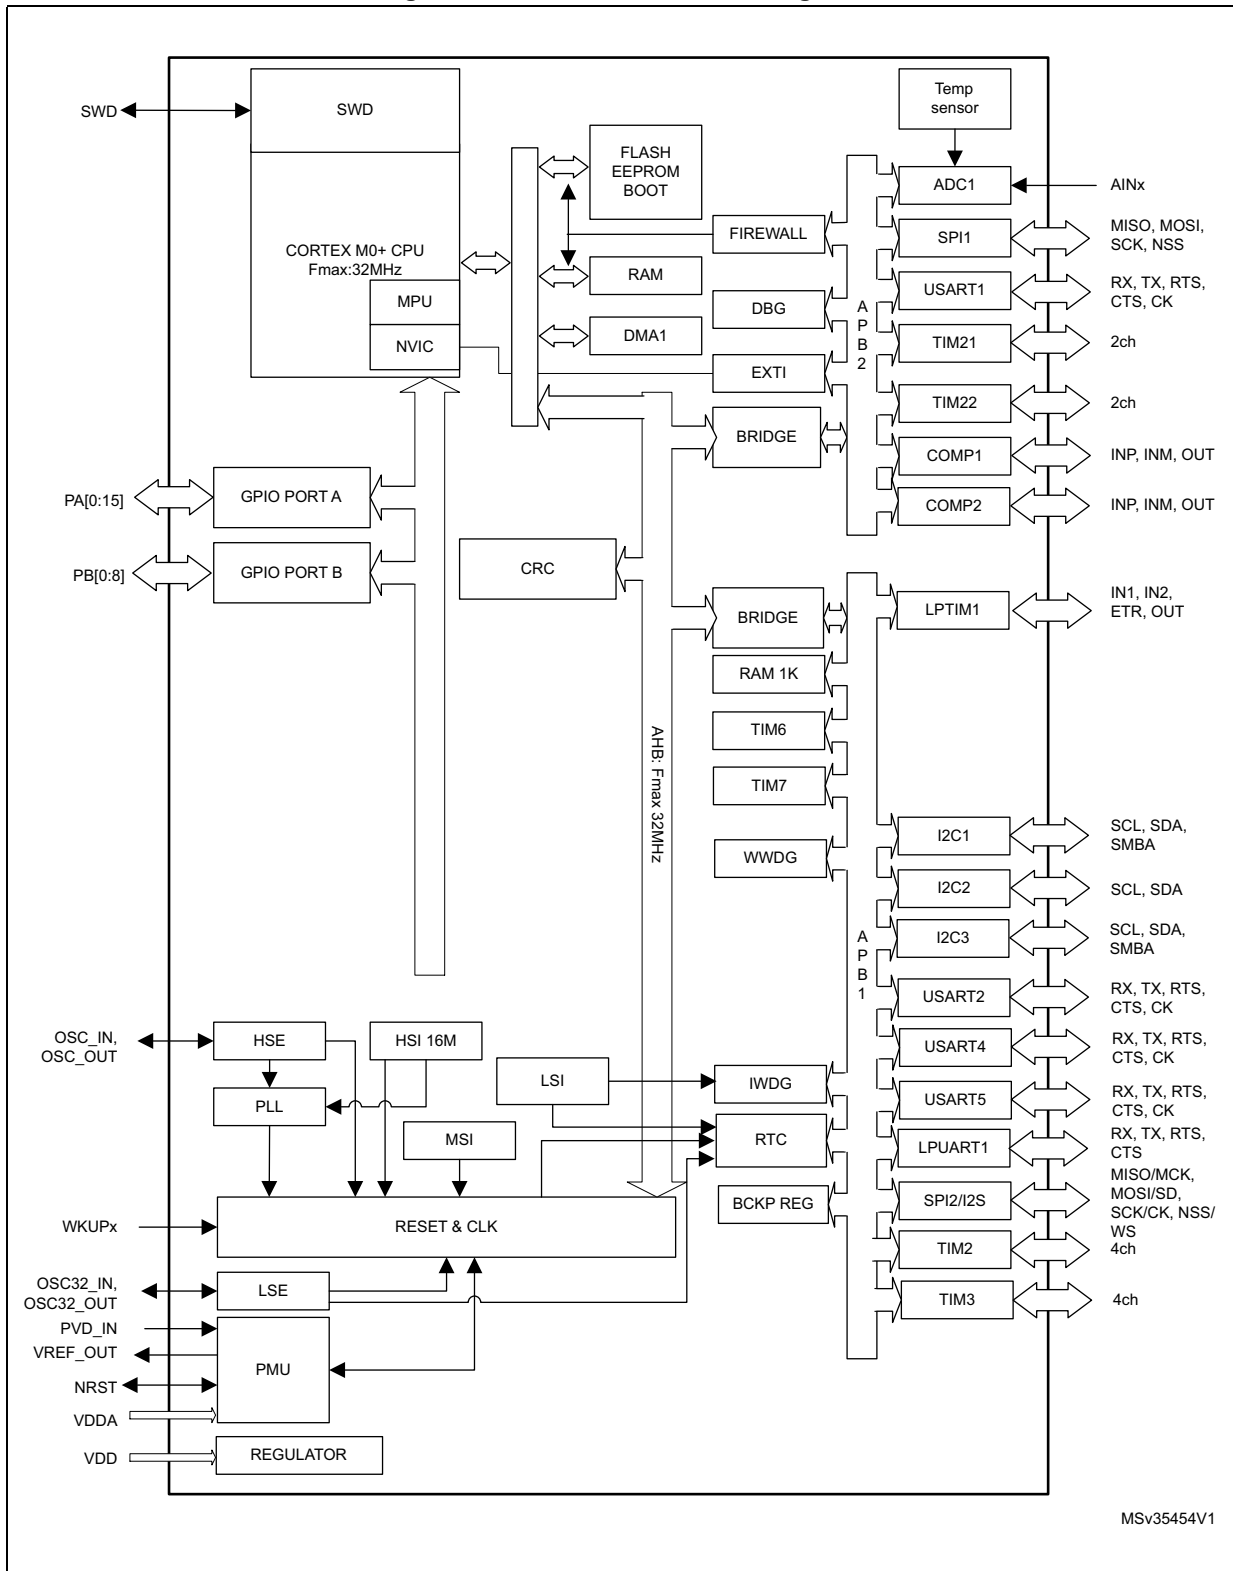 Temp
sensor
SWD
SWD
FLASH
EEPROM
BOOT
ADC1
AINx
FIREWALL
SPI1
MISO, MOSI,
SCK, NSS
CORTEX M0+ CPU
Fmax:32MHz
RAM
USART1
RX, TX, RTS,
CTS, CK
MPU
DBG
APB2
NVIC
DMA1
TIM21
2ch
EXTI
TIM22
2ch
BRIDGE
COMP1
INP, INM, OUT
PA[0:15]
GPIO PORT A
COMP2
INP, INM, OUT
PB[0:8]
GPIO PORT B
CRC
BRIDGE
LPTIM1
IN1, IN2,
ETR, OUT
RAM 1K
TIM6
AHB: Fmax 32MHz
TIM7
I2C1
SCL, SDA,
SMBA
WWDG
I2C2
SCL, SDA
APB1
I2C3
SCL, SDA,
SMBA
USART2
RX, TX, RTS,
CTS, CK
OSC_IN,
OSC_OUT
HSE
HSI 16M
USART4
RX, TX, RTS,
CTS, CK
LSI
IWDG
PLL
USART5
RX, TX, RTS,
CTS, CK
MSI
RTC
LPUART1
RX, TX, RTS,
CTS
BCKP REG
SPI2/I2S
MISO/MCK,
MOSI/SD,
SCK/CK, NSS/
WS
WKUPx
RESET & CLK
TIM2
4ch
OSC32_IN,
OSC32_OUT
LSE
TIM3
4ch
PVD_IN
VREF_OUT
PMU
NRST
VDDA
VDD
REGULATOR
MSv35454V1